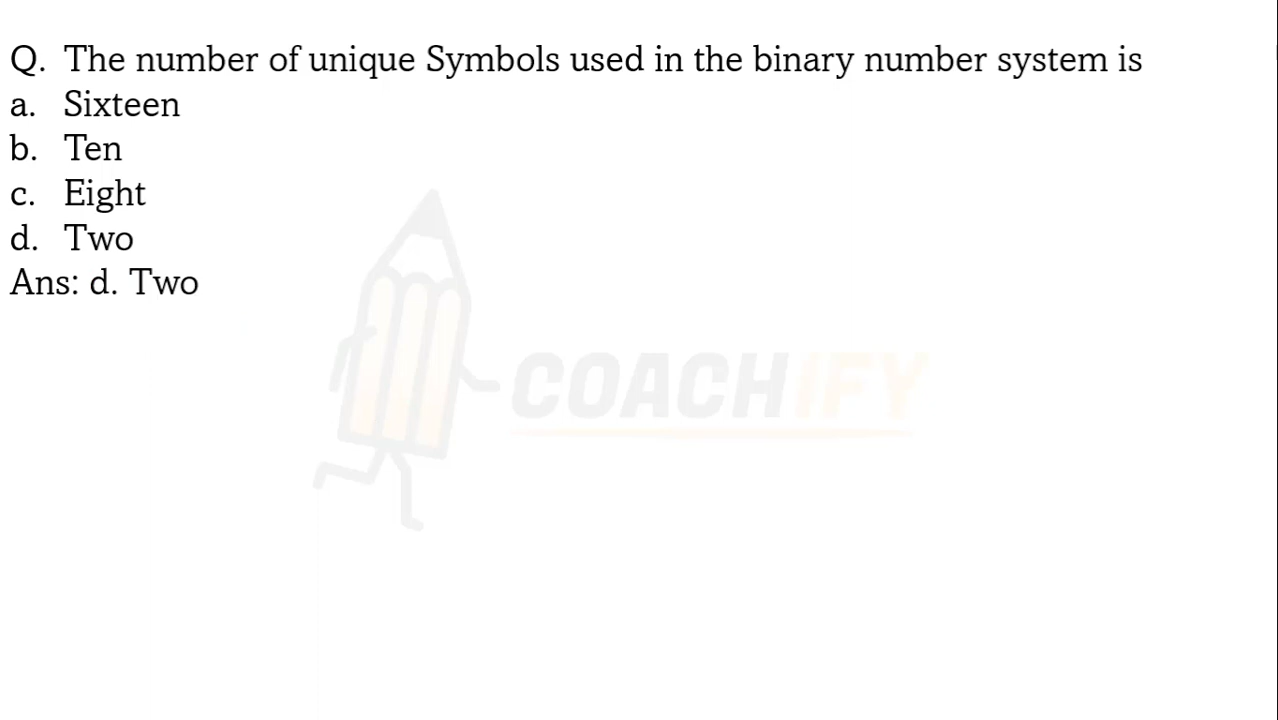 Q. The number of unique Symbols used in the binary number system is
a. Sixteen
b. Ten
c. Eight
d. Two
Ans: d. Two
COACHIFY